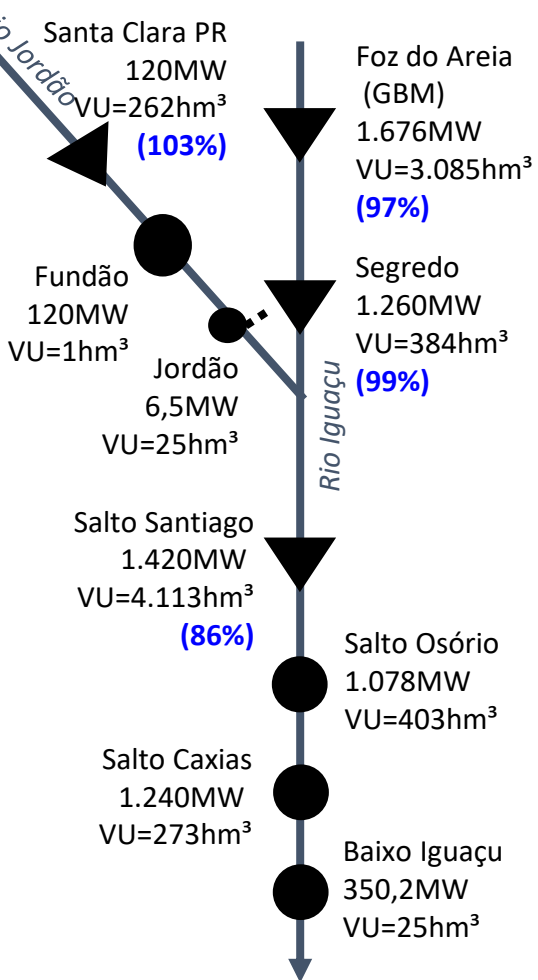 Santa Clara PR
120MW
VU=262hm³
(103%)
Rio Jordão
Foz do Areia
(GBM)
1.676MW
VU=3.085hm³
(97%)
Fundão
120MW
VU=1hm³
Segredo
1.260MW
VU=384hm³
(99%)
Jordão
6,5MW
VU=25hm³
Rio Iguaçu
Salto Santiago
1.420MW
VU=4.113hm³
(86%)
Salto Osório
1.078MW
VU=403hm³
Salto Caxias
1.240MW
VU=273hm³
Baixo Iguaçu
350,2MW
VU=25hm³